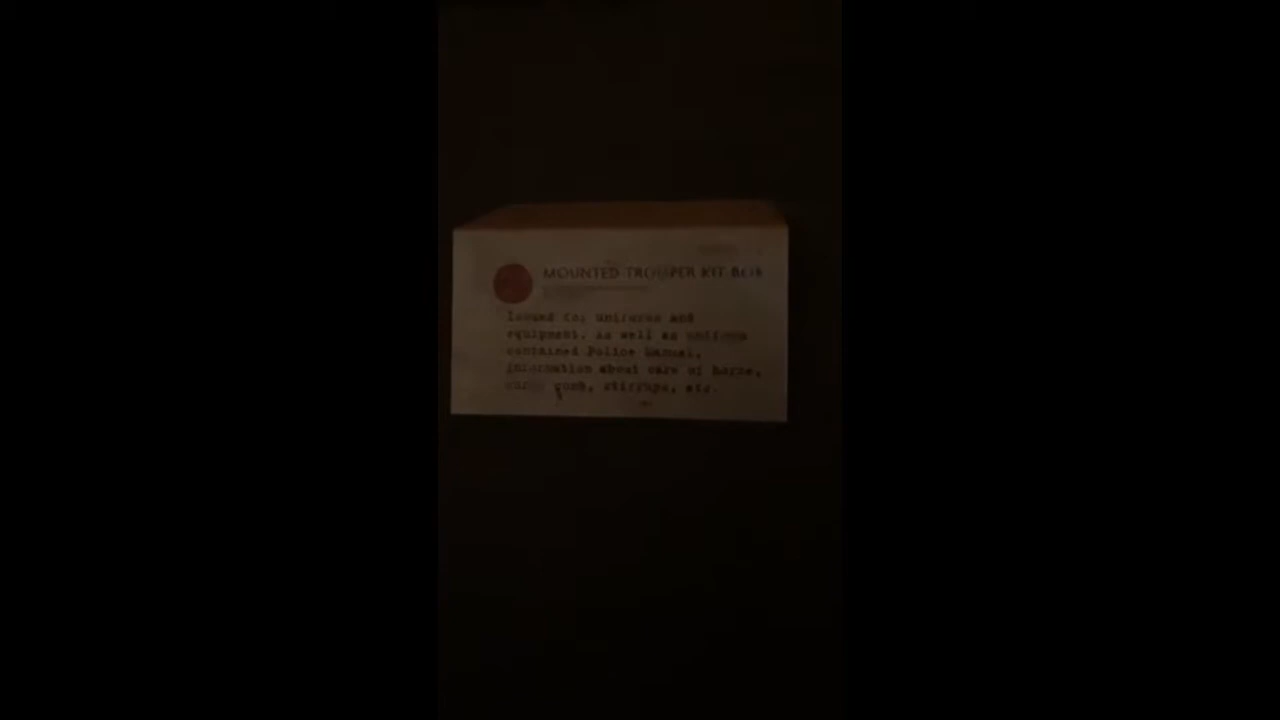 MOUNTED TROOPER KIT BOX
Issued to: uniforms and
equipment. As well as uniform
contained Police Manual,
information about care of horse,
comb, stirrups, etc.